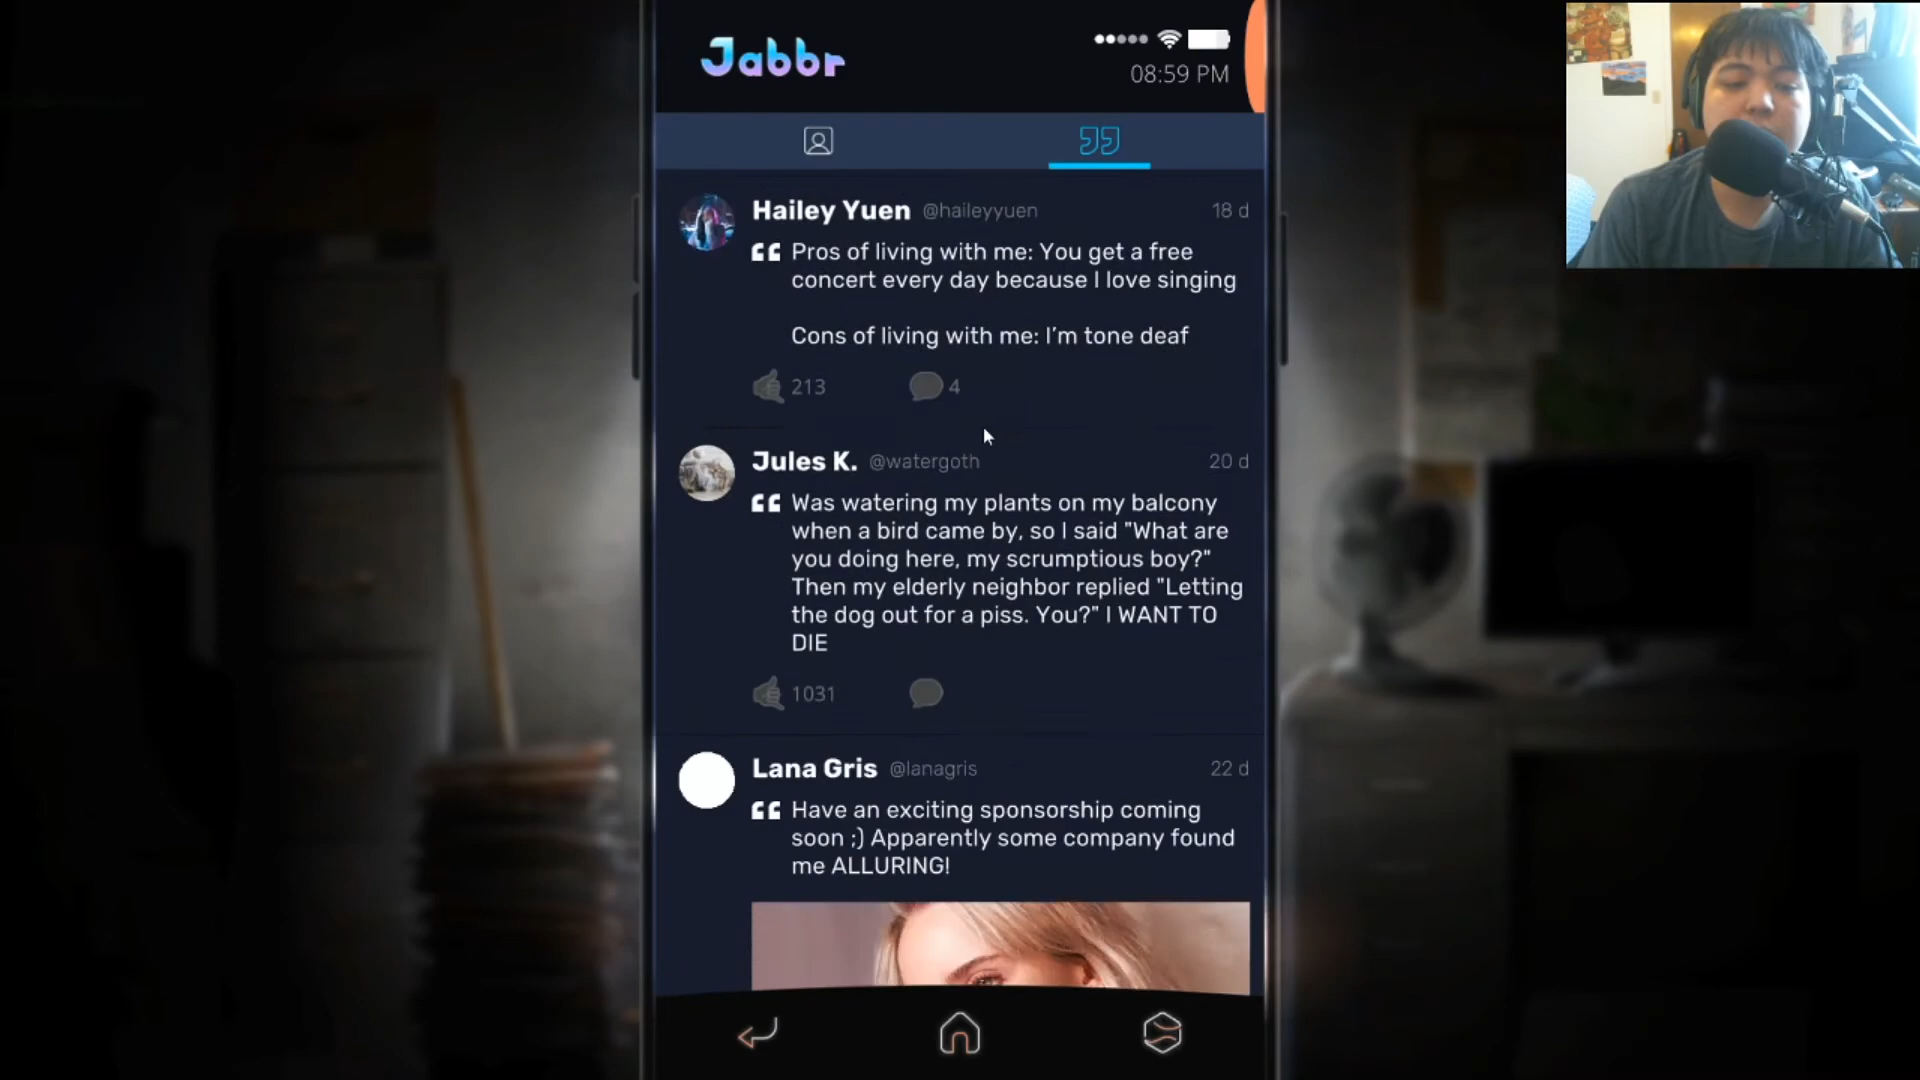 Jabbr
08:59 PM
Hailey Yuen @haileyyuen 18 d
Pros of living with me: You get a free
concert every day because I love singing
Cons of living with me: I'm tone deaf
213 4
Jules K. @watergoth 20 d
Was watering my plants on my balcony
when a bird came by, so I said "What are
you doing here, my scrumptious boy?"
Then my elderly neighbor replied "Letting
the dog out for a piss. You?" I WANT TO
DIE
1031
Lana Gris @lanagris 22 d
Have an exciting sponsorship coming
soon ;) Apparently some company found
me ALLURING!